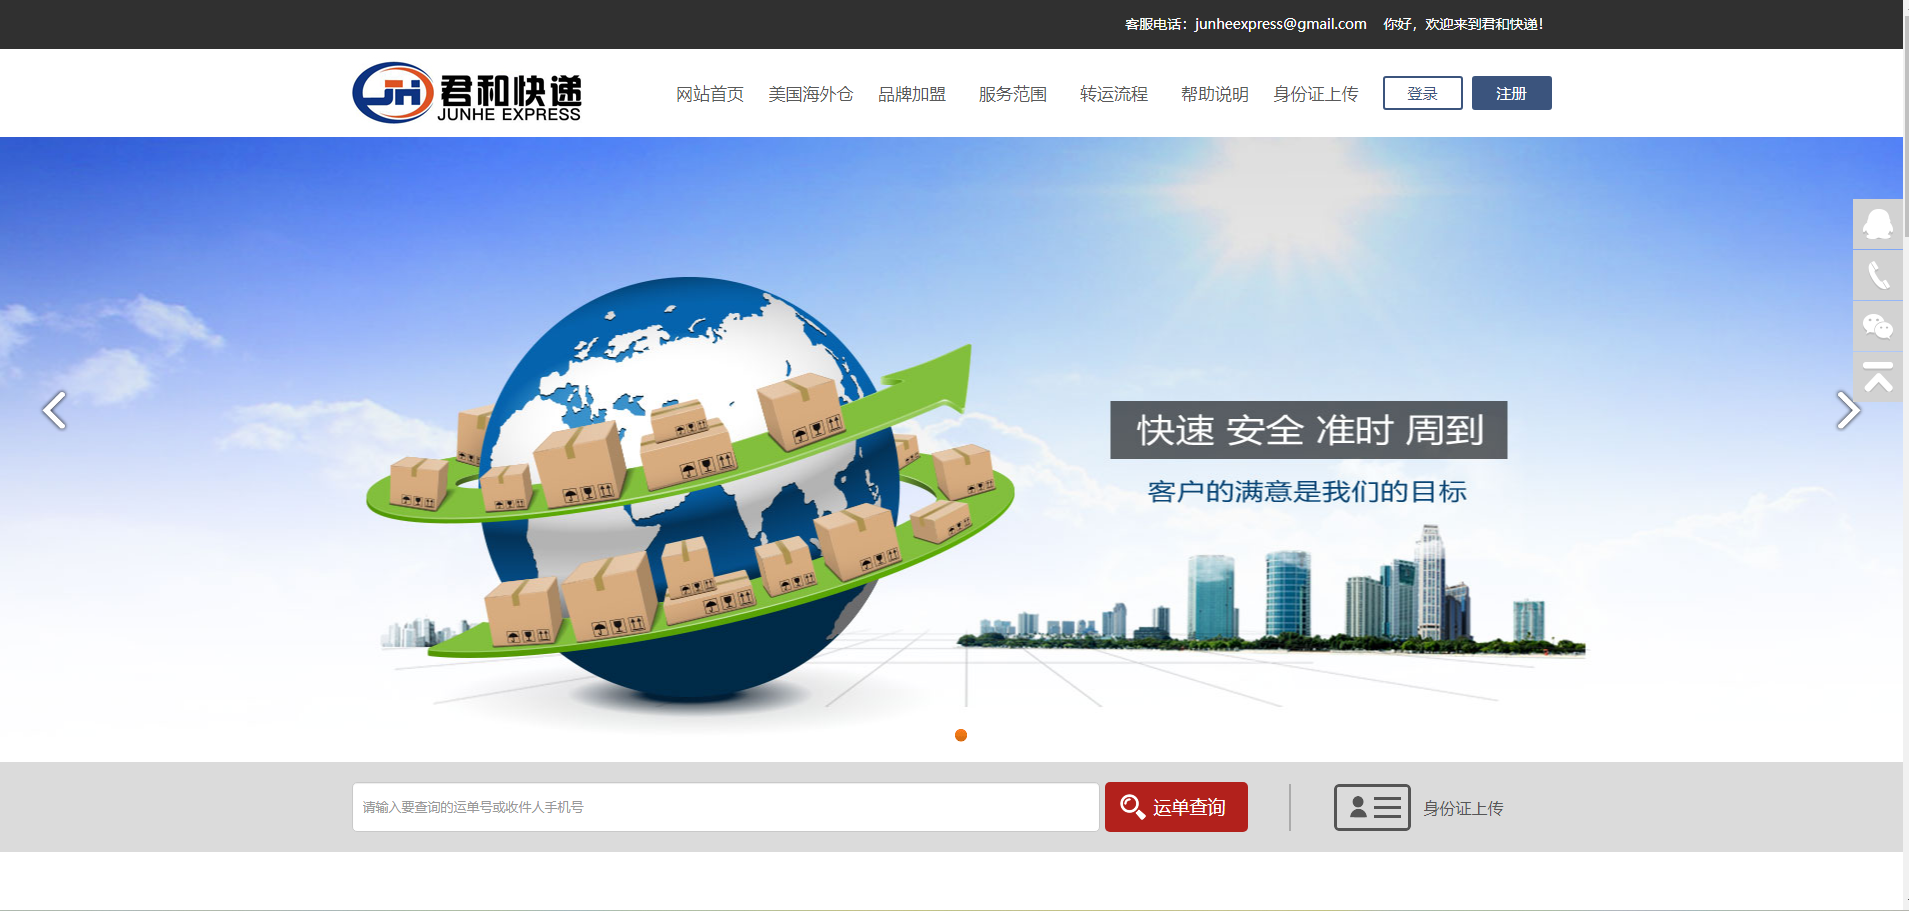 客服电话：junheexpress@gmail.com 你好，欢迎来到君和快递！
JH 君和快递
JUNHE EXPRESS
网站首页 美国海外仓 品牌加盟 服务范围 转运流程 帮助说明 身份证上传 登录 注册
快速 安全 准时 周到
客户的满意是我们的目标
请输入要查询的运单号或收件人手机号 运单查询 身份证上传